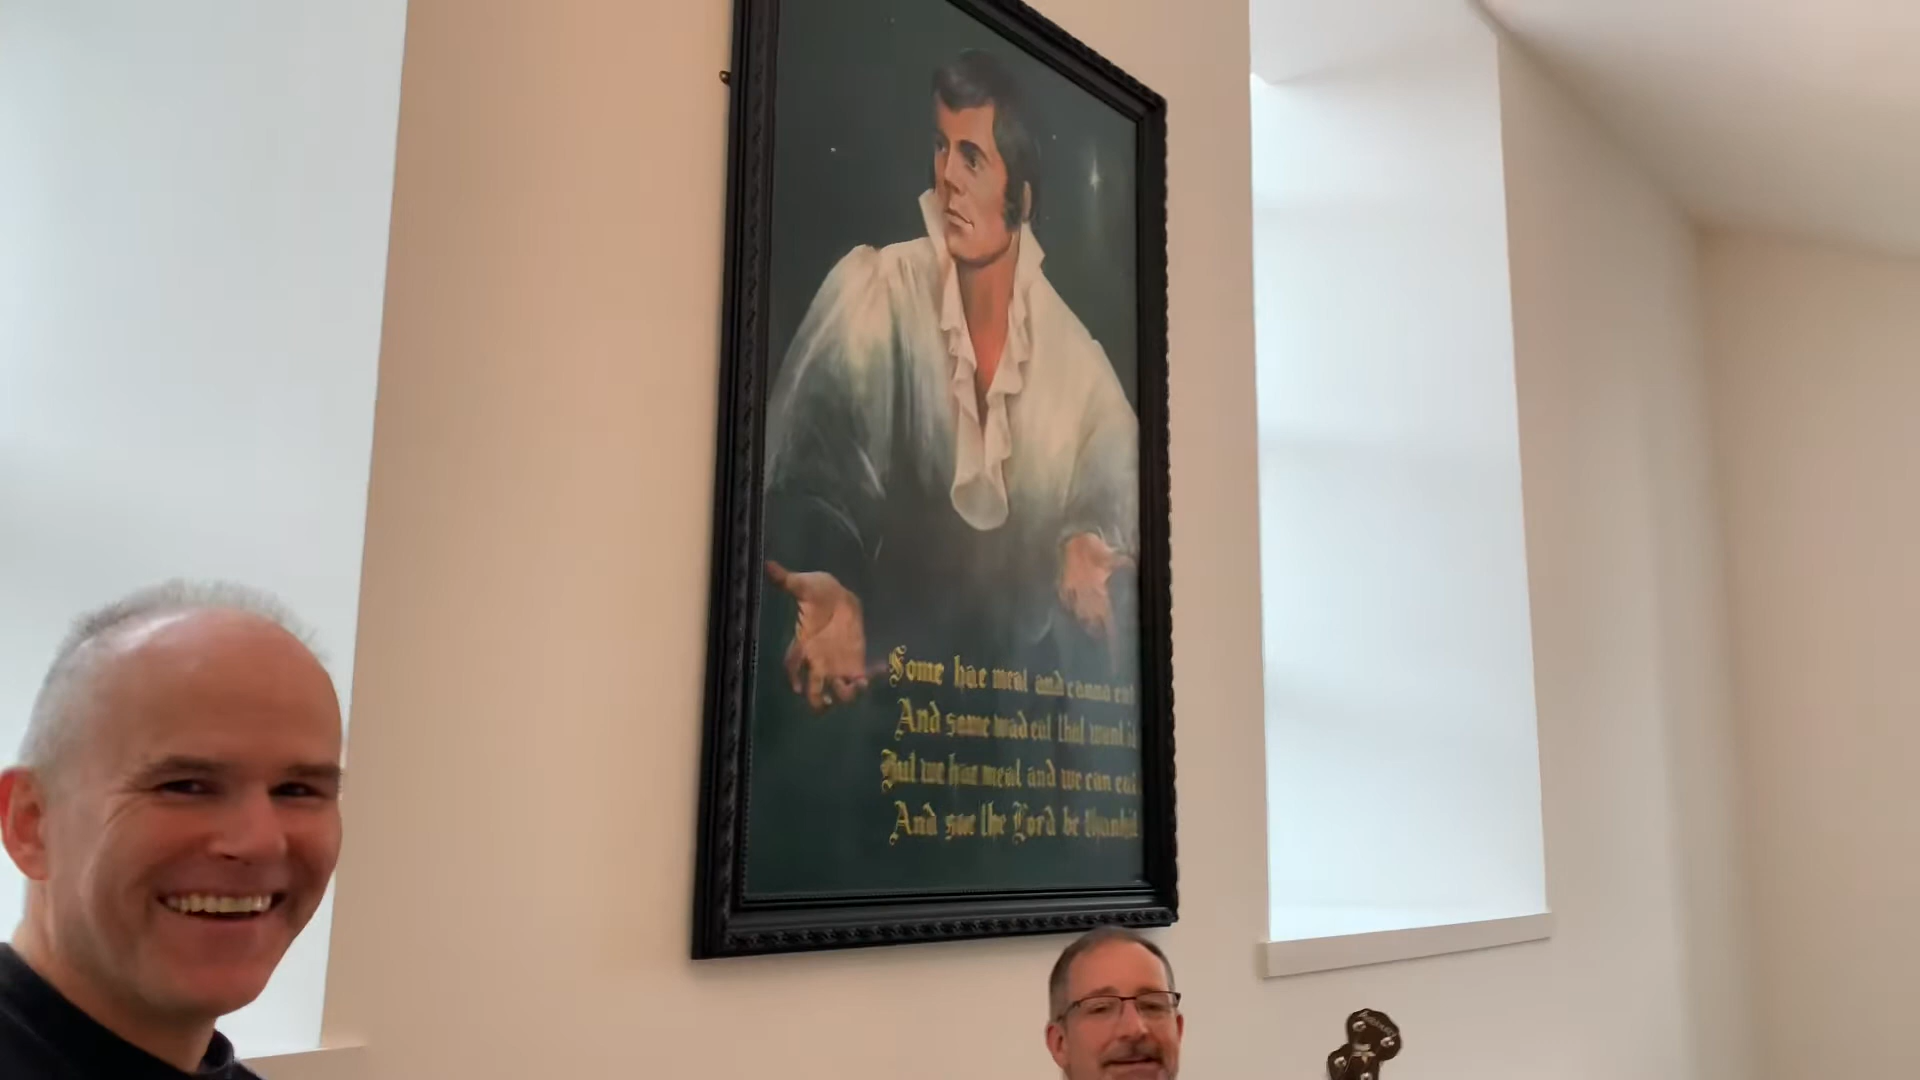 Some hae meat and canna eat
And some wad eat that want it
But we hae meat and we can eat
And sae the Lord be thankit